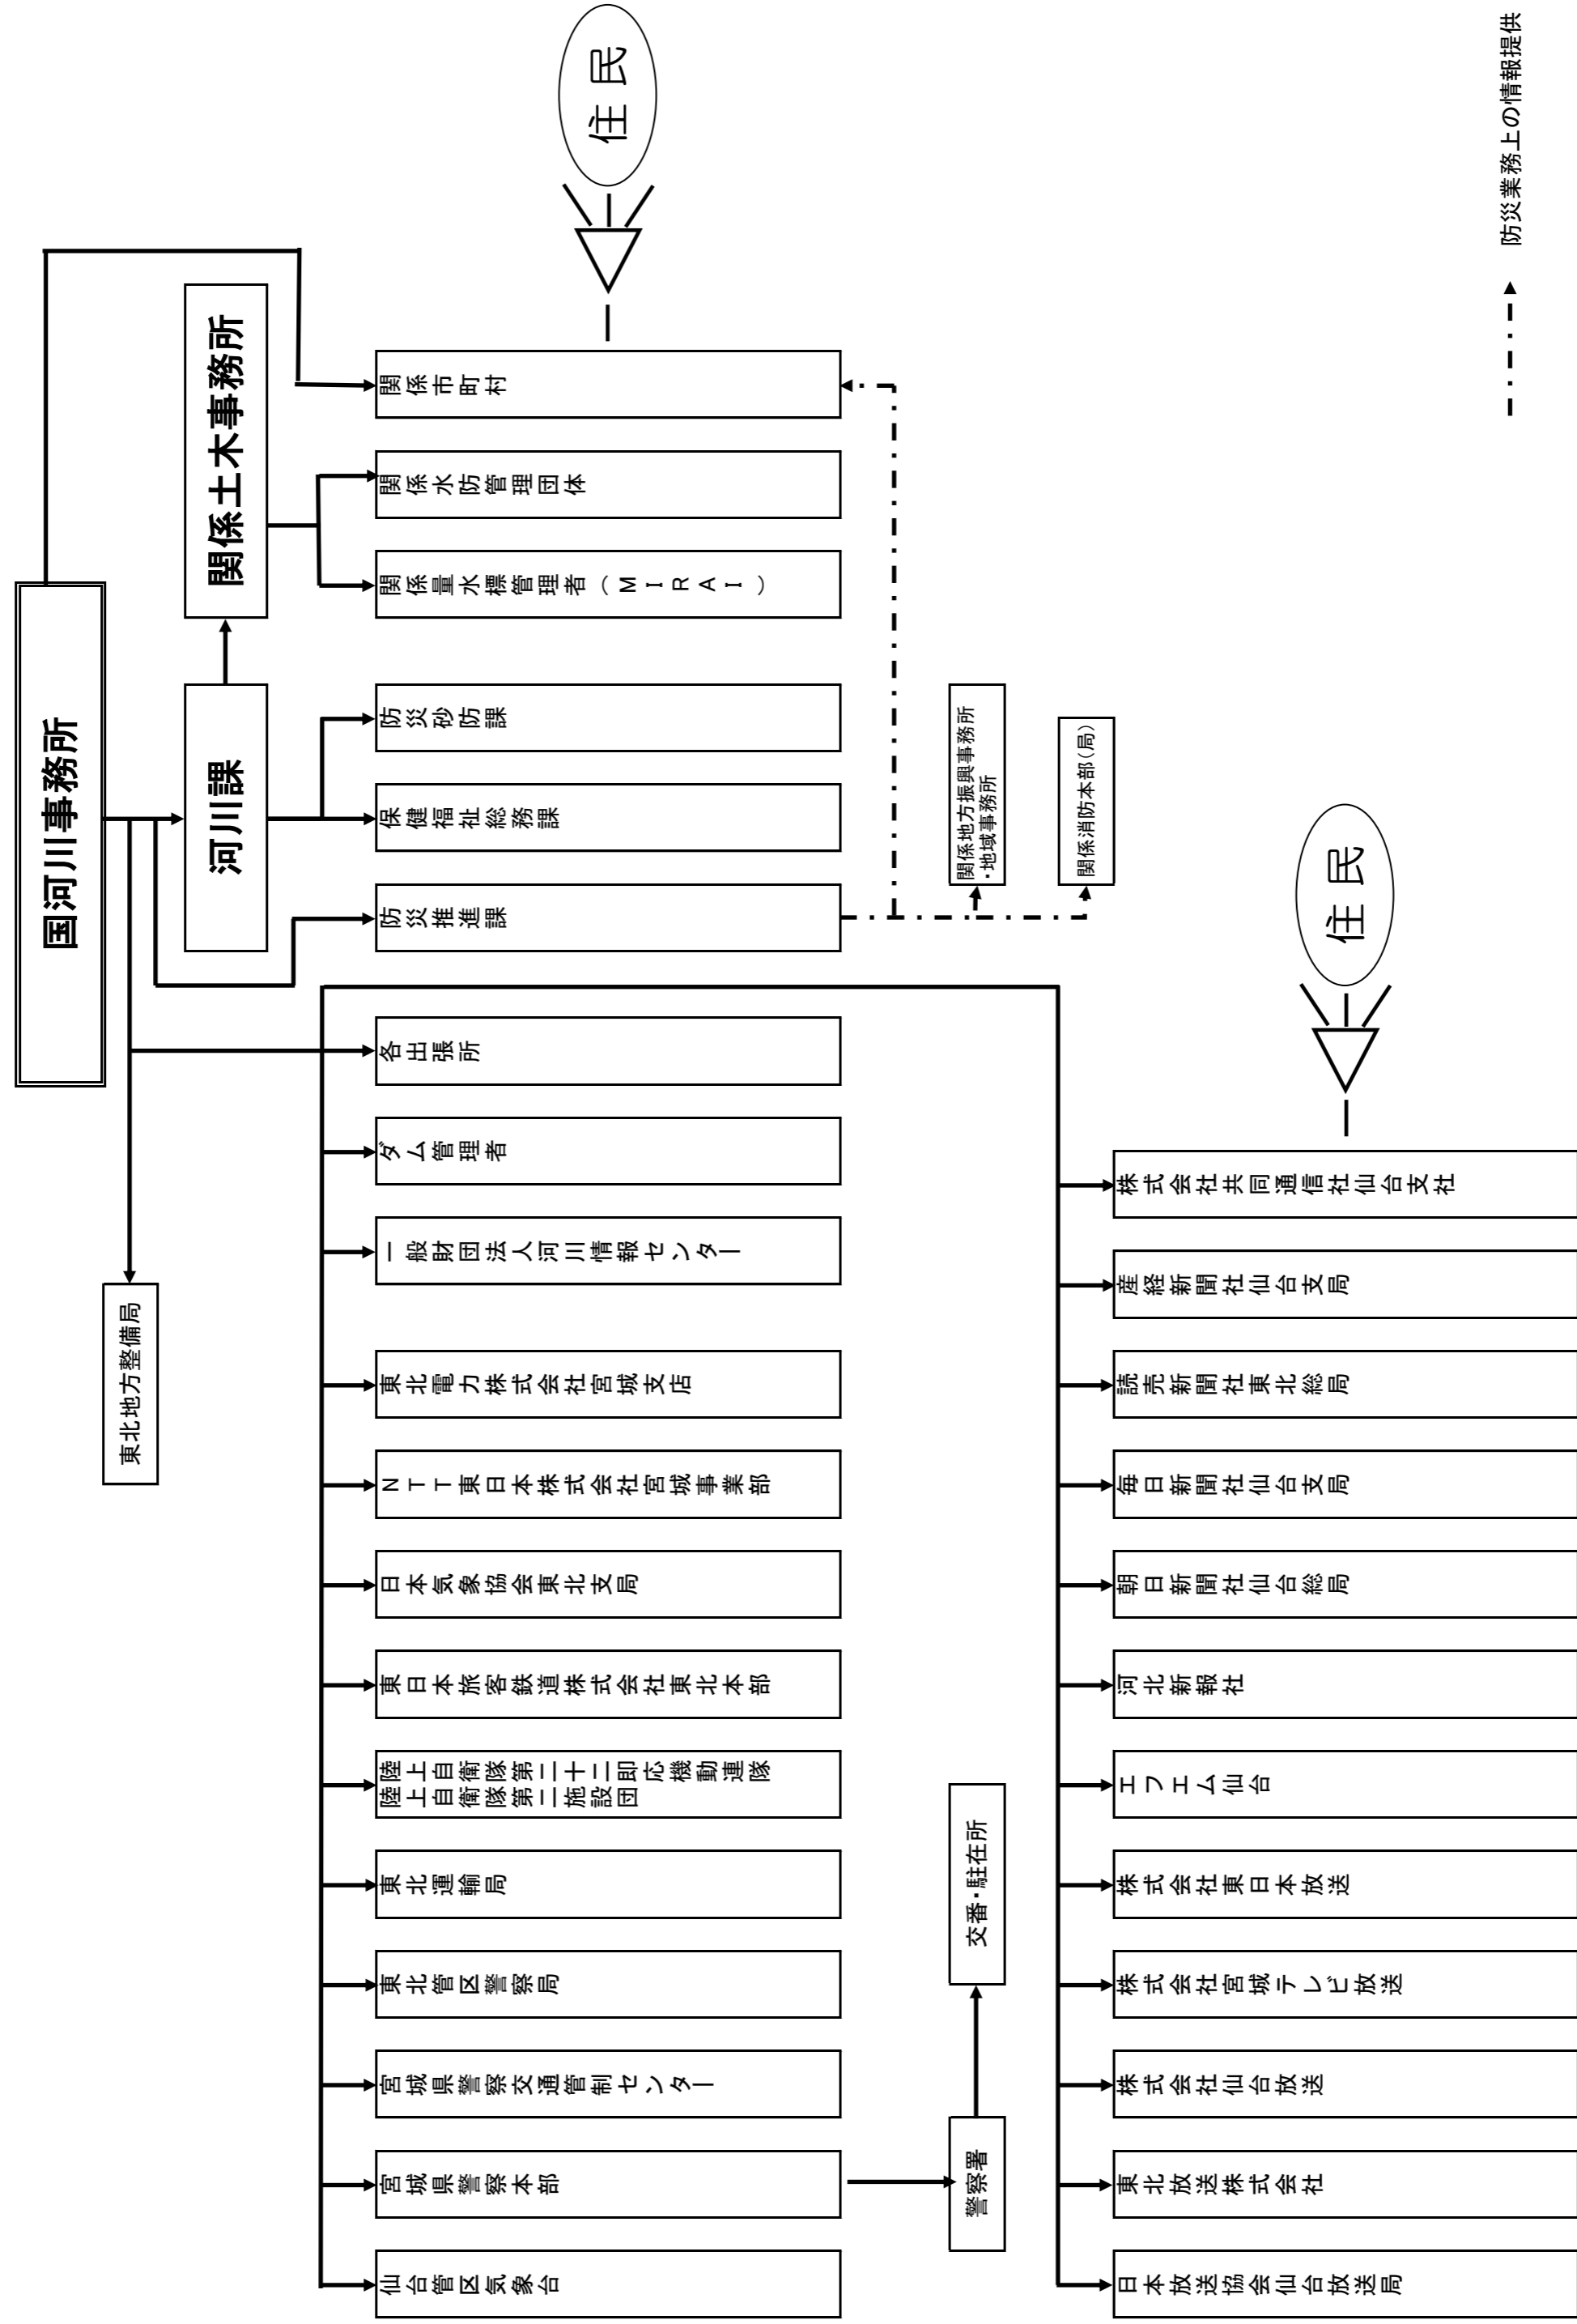 国河川事務所
東北地方整備局
河川課
関係土木事務所
仙台管区気象台
宮城県警察本部
宮城県警察交通管制センター
東北管区警察局
東北運輸局
陸上自衛隊第二十二即応機動連隊
陸上自衛隊第二施設団
東日本旅客鉄道株式会社東北本部
日本気象協会東北支局
NTT東日本株式会社宮城事業部
東北電力株式会社宮城支店
一般財団法人河川情報センター
ダム管理者
各出張所
防災推進課
保健福祉総務課
防災砂防課
関係量水標管理者(MIRAI)
関係水防管理団体
関係市町村
住民
警察署
交番・駐在所
関係地方振興事務所
・地域事務所
関係消防本部(局)
日本放送協会仙台放送局
東北放送株式会社
株式会社仙台放送
株式会社宮城テレビ放送
株式会社東日本放送
エフエム仙台
河北新報社
朝日新聞社仙台総局
毎日新聞社仙台支局
読売新聞社東北総局
産経新聞社仙台支局
株式会社共同通信社仙台支社
住民
防災業務上の情報提供